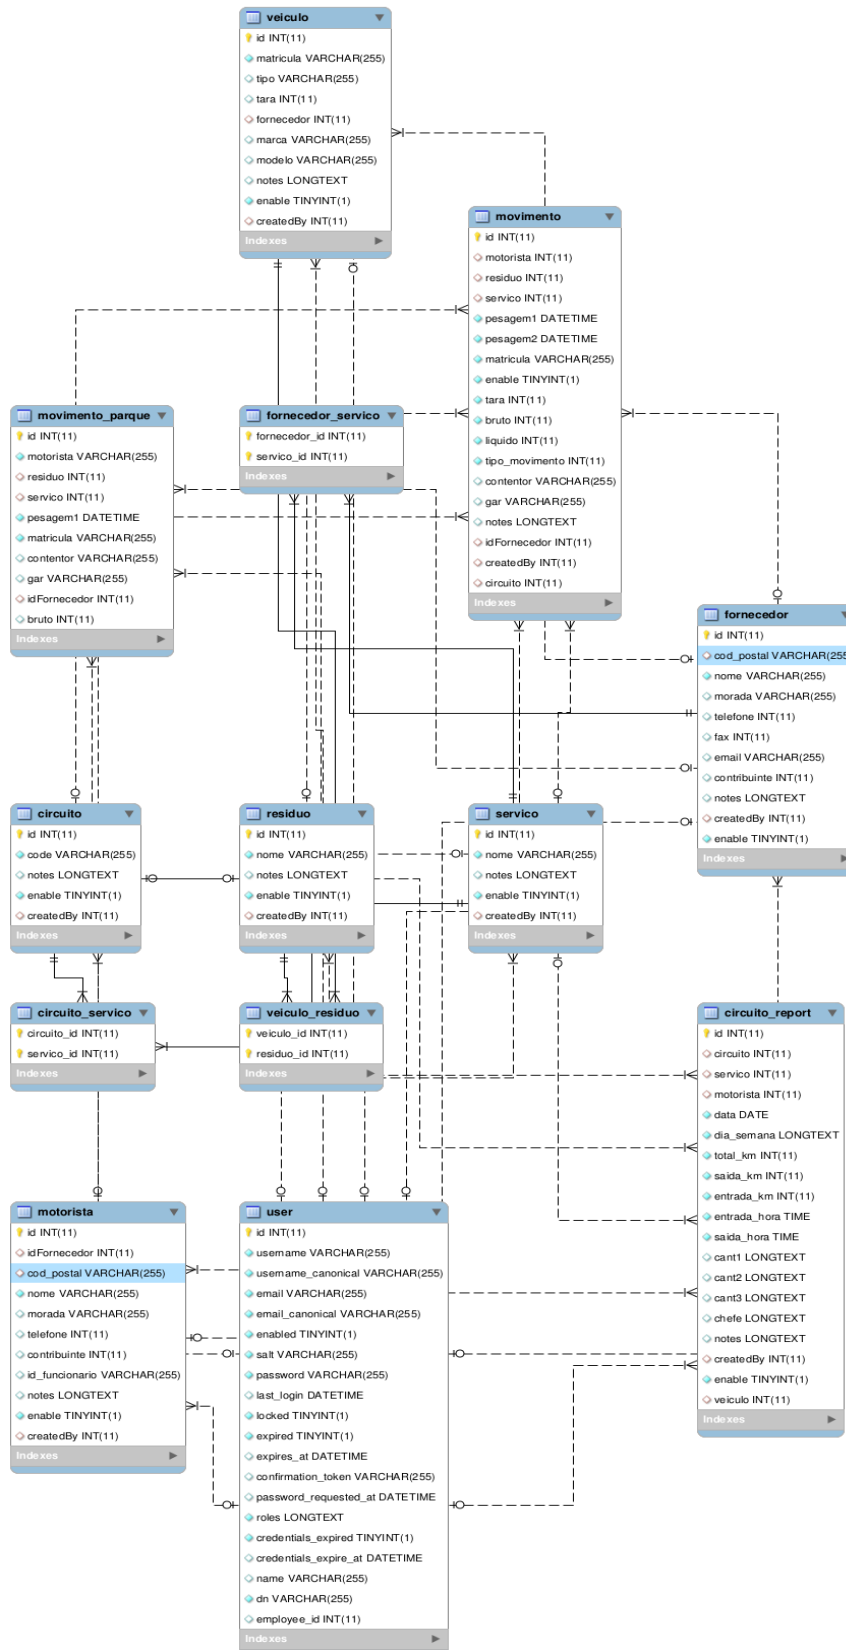 veiculo
id INT(11)
matricula VARCHAR(255)
tipo VARCHAR(255)
tara INT(11)
fornecedor INT(11)
marca VARCHAR(255)
modelo VARCHAR(255)
notes LONGTEXT
enable TINYINT(1)
createdBy INT(11)
Indexes
movimento
id INT(11)
motorista INT(11)
residuo INT(11)
servico INT(11)
pesagem1 DATETIME
pesagem2 DATETIME
matricula VARCHAR(255)
enable TINYINT(1)
tara INT(11)
bruto INT(11)
liquido INT(11)
tipo_movimento INT(11)
contentor VARCHAR(255)
gar VARCHAR(255)
notes LONGTEXT
idFornecedor INT(11)
createdBy INT(11)
circuito INT(11)
Indexes
movimento_parque
id INT(11)
motorista VARCHAR(255)
residuo INT(11)
servico INT(11)
pesagem1 DATETIME
matricula VARCHAR(255)
contentor VARCHAR(255)
gar VARCHAR(255)
idFornecedor INT(11)
bruto INT(11)
Indexes
fornecedor_servico
fornecedor_id INT(11)
servico_id INT(11)
Indexes
fornecedor
id INT(11)
cod_postal VARCHAR(255
nome VARCHAR(255)
morada VARCHAR(255)
telefone INT(11)
fax INT(11)
email VARCHAR(255)
contribuinte INT(11)
notes LONGTEXT
createdBy INT(11)
enable TINYINT(1)
Indexes
circuito
id INT(11)
code VARCHAR(255)
notes LONGTEXT
enable TINYINT(1)
createdBy INT(11)
Indexes
residuo
id INT(11)
nome VARCHAR(255)
notes LONGTEXT
enable TINYINT(1)
createdBy INT(11)
Indexes
servico
id INT(11)
nome VARCHAR(255)
notes LONGTEXT
enable TINYINT(1)
createdBy INT(11)
Indexes
circuito_servico
circuito_id INT(11)
servico_id INT(11)
Indexes
veiculo_residuo
veiculo_id INT(11)
residuo_id INT(11)
Indexes
circuito_report
id INT(11)
circuito INT(11)
servico INT(11)
motorista INT(11)
data DATE
dia_semana LONGTEXT
total_km INT(11)
saida_km INT(11)
entrada_km INT(11)
entrada_hora TIME
saida_hora TIME
cant1 LONGTEXT
cant2 LONGTEXT
cant3 LONGTEXT
chefe LONGTEXT
notes LONGTEXT
createdBy INT(11)
enable TINYINT(1)
veiculo INT(11)
Indexes
motorista
id INT(11)
idFornecedor INT(11)
cod_postal VARCHAR(255)
nome VARCHAR(255)
morada VARCHAR(255)
telefone INT(11)
contribuinte INT(11)
id_funcionario VARCHAR(255)
notes LONGTEXT
enable TINYINT(1)
createdBy INT(11)
Indexes
user
id INT(11)
username VARCHAR(255)
username_canonical VARCHAR(255)
email VARCHAR(255)
email_canonical VARCHAR(255)
enabled TINYINT(1)
salt VARCHAR(255)
password VARCHAR(255)
last_login DATETIME
locked TINYINT(1)
expired TINYINT(1)
expires_at DATETIME
confirmation_token VARCHAR(255)
password_requested_at DATETIME
roles LONGTEXT
credentials_expired TINYINT(1)
credentials_expire_at DATETIME
name VARCHAR(255)
dn VARCHAR(255)
employee_id INT(11)
Indexes